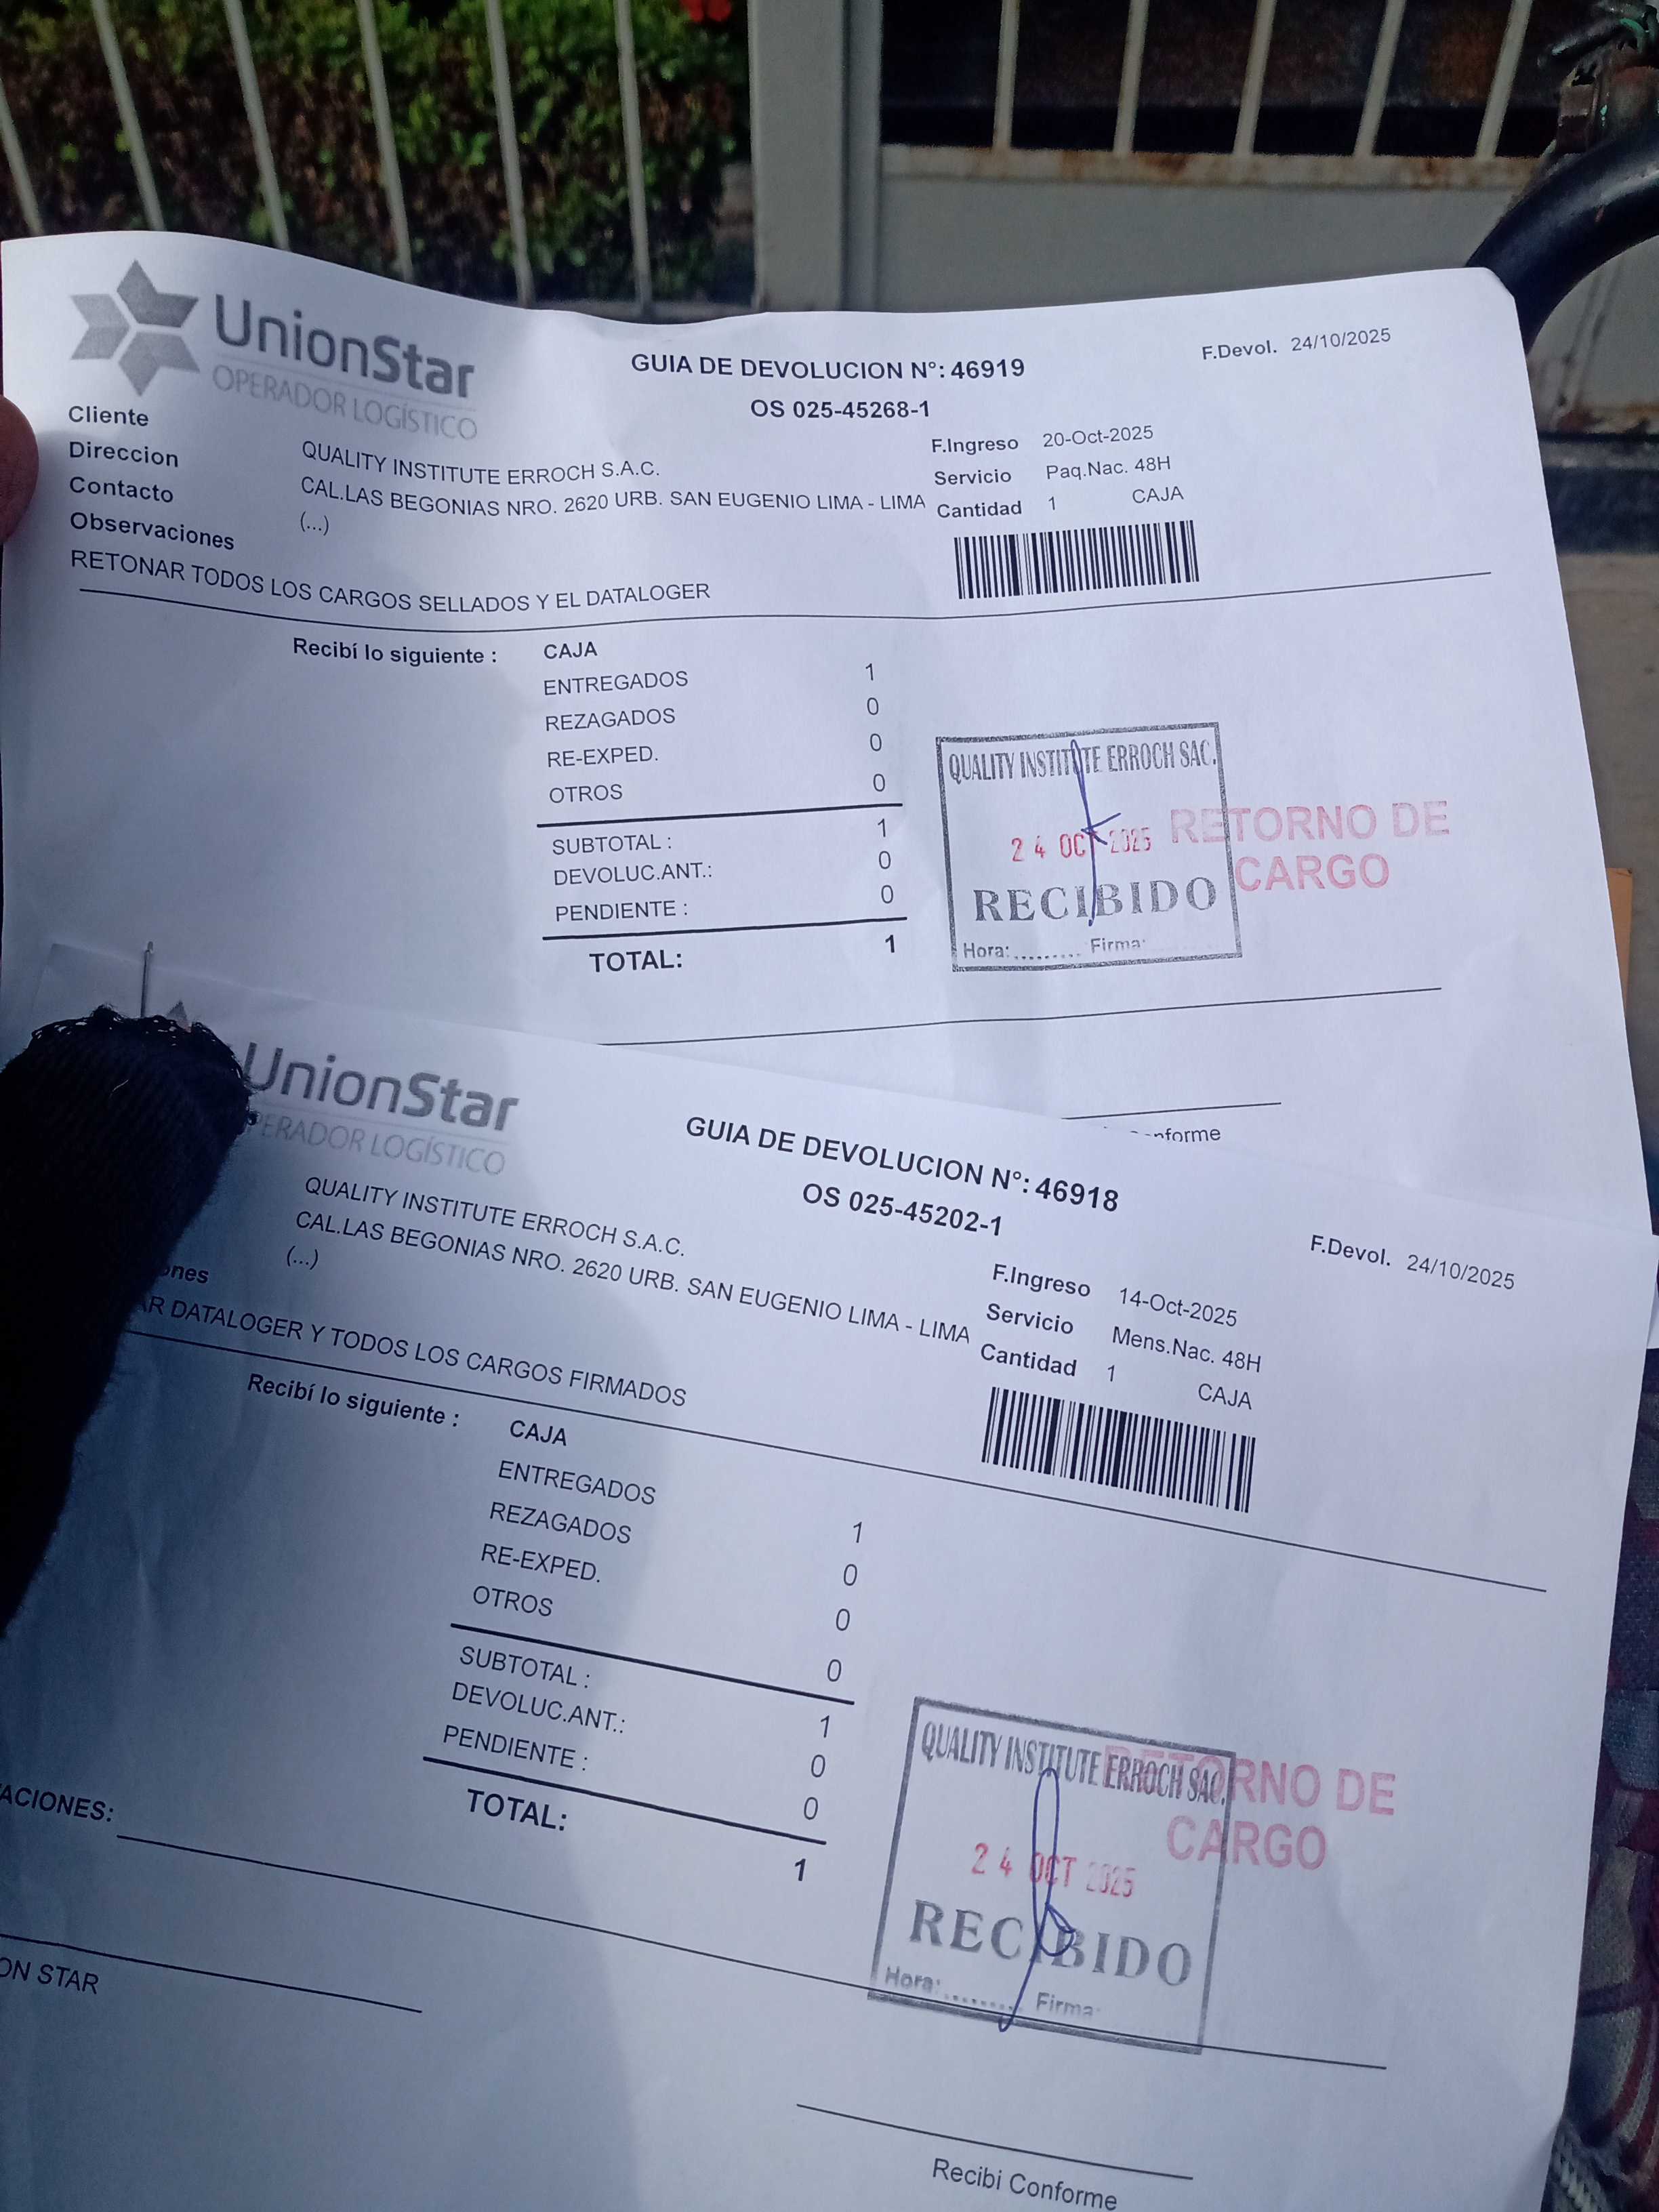 UnionStar
OPERADOR LOGÍSTICO
GUIA DE DEVOLUCION N°: 46919
OS 025-45268-1
F.Devol. 24/10/2025
Cliente QUALITY INSTITUTE ERROCH S.A.C.
Direccion CAL.LAS BEGONIAS NRO. 2620 URB. SAN EUGENIO LIMA - LIMA
Contacto (...)
Observaciones
RETONAR TODOS LOS CARGOS SELLADOS Y EL DATALOGER
F.Ingreso 20-Oct-2025
Servicio Paq.Nac. 48H
Cantidad 1 CAJA
Recibí lo siguiente : CAJA
ENTREGADOS 1
REZAGADOS 0
RE-EXPED. 0
OTROS 0
SUBTOTAL : 1
DEVOLUC.ANT.: 0
PENDIENTE : 0
TOTAL: 1
QUALITY INSTITUTE ERROCH SAC.
24 OCT 2025
RECIBIDO
Hora:......... Firma:
RETORNO DE
CARGO
nforme
UnionStar
PERADOR LOGÍSTICO
GUIA DE DEVOLUCION N°: 46918
OS 025-45202-1
F.Devol. 24/10/2025
QUALITY INSTITUTE ERROCH S.A.C.
CAL.LAS BEGONIAS NRO. 2620 URB. SAN EUGENIO LIMA - LIMA
(...)
ones
AR DATALOGER Y TODOS LOS CARGOS FIRMADOS
F.Ingreso 14-Oct-2025
Servicio Mens.Nac. 48H
Cantidad 1 CAJA
Recibí lo siguiente : CAJA
ENTREGADOS 1
REZAGADOS 0
RE-EXPED. 0
OTROS 0
SUBTOTAL : 1
DEVOLUC.ANT.: 0
PENDIENTE : 0
TOTAL: 1
QUALITY INSTITUTE ERROCH SAC.
24 OCT 2025
RECIBIDO
Hora:......... Firma:
RETORNO DE
CARGO
ACIONES:
ON STAR
Recibi Conforme